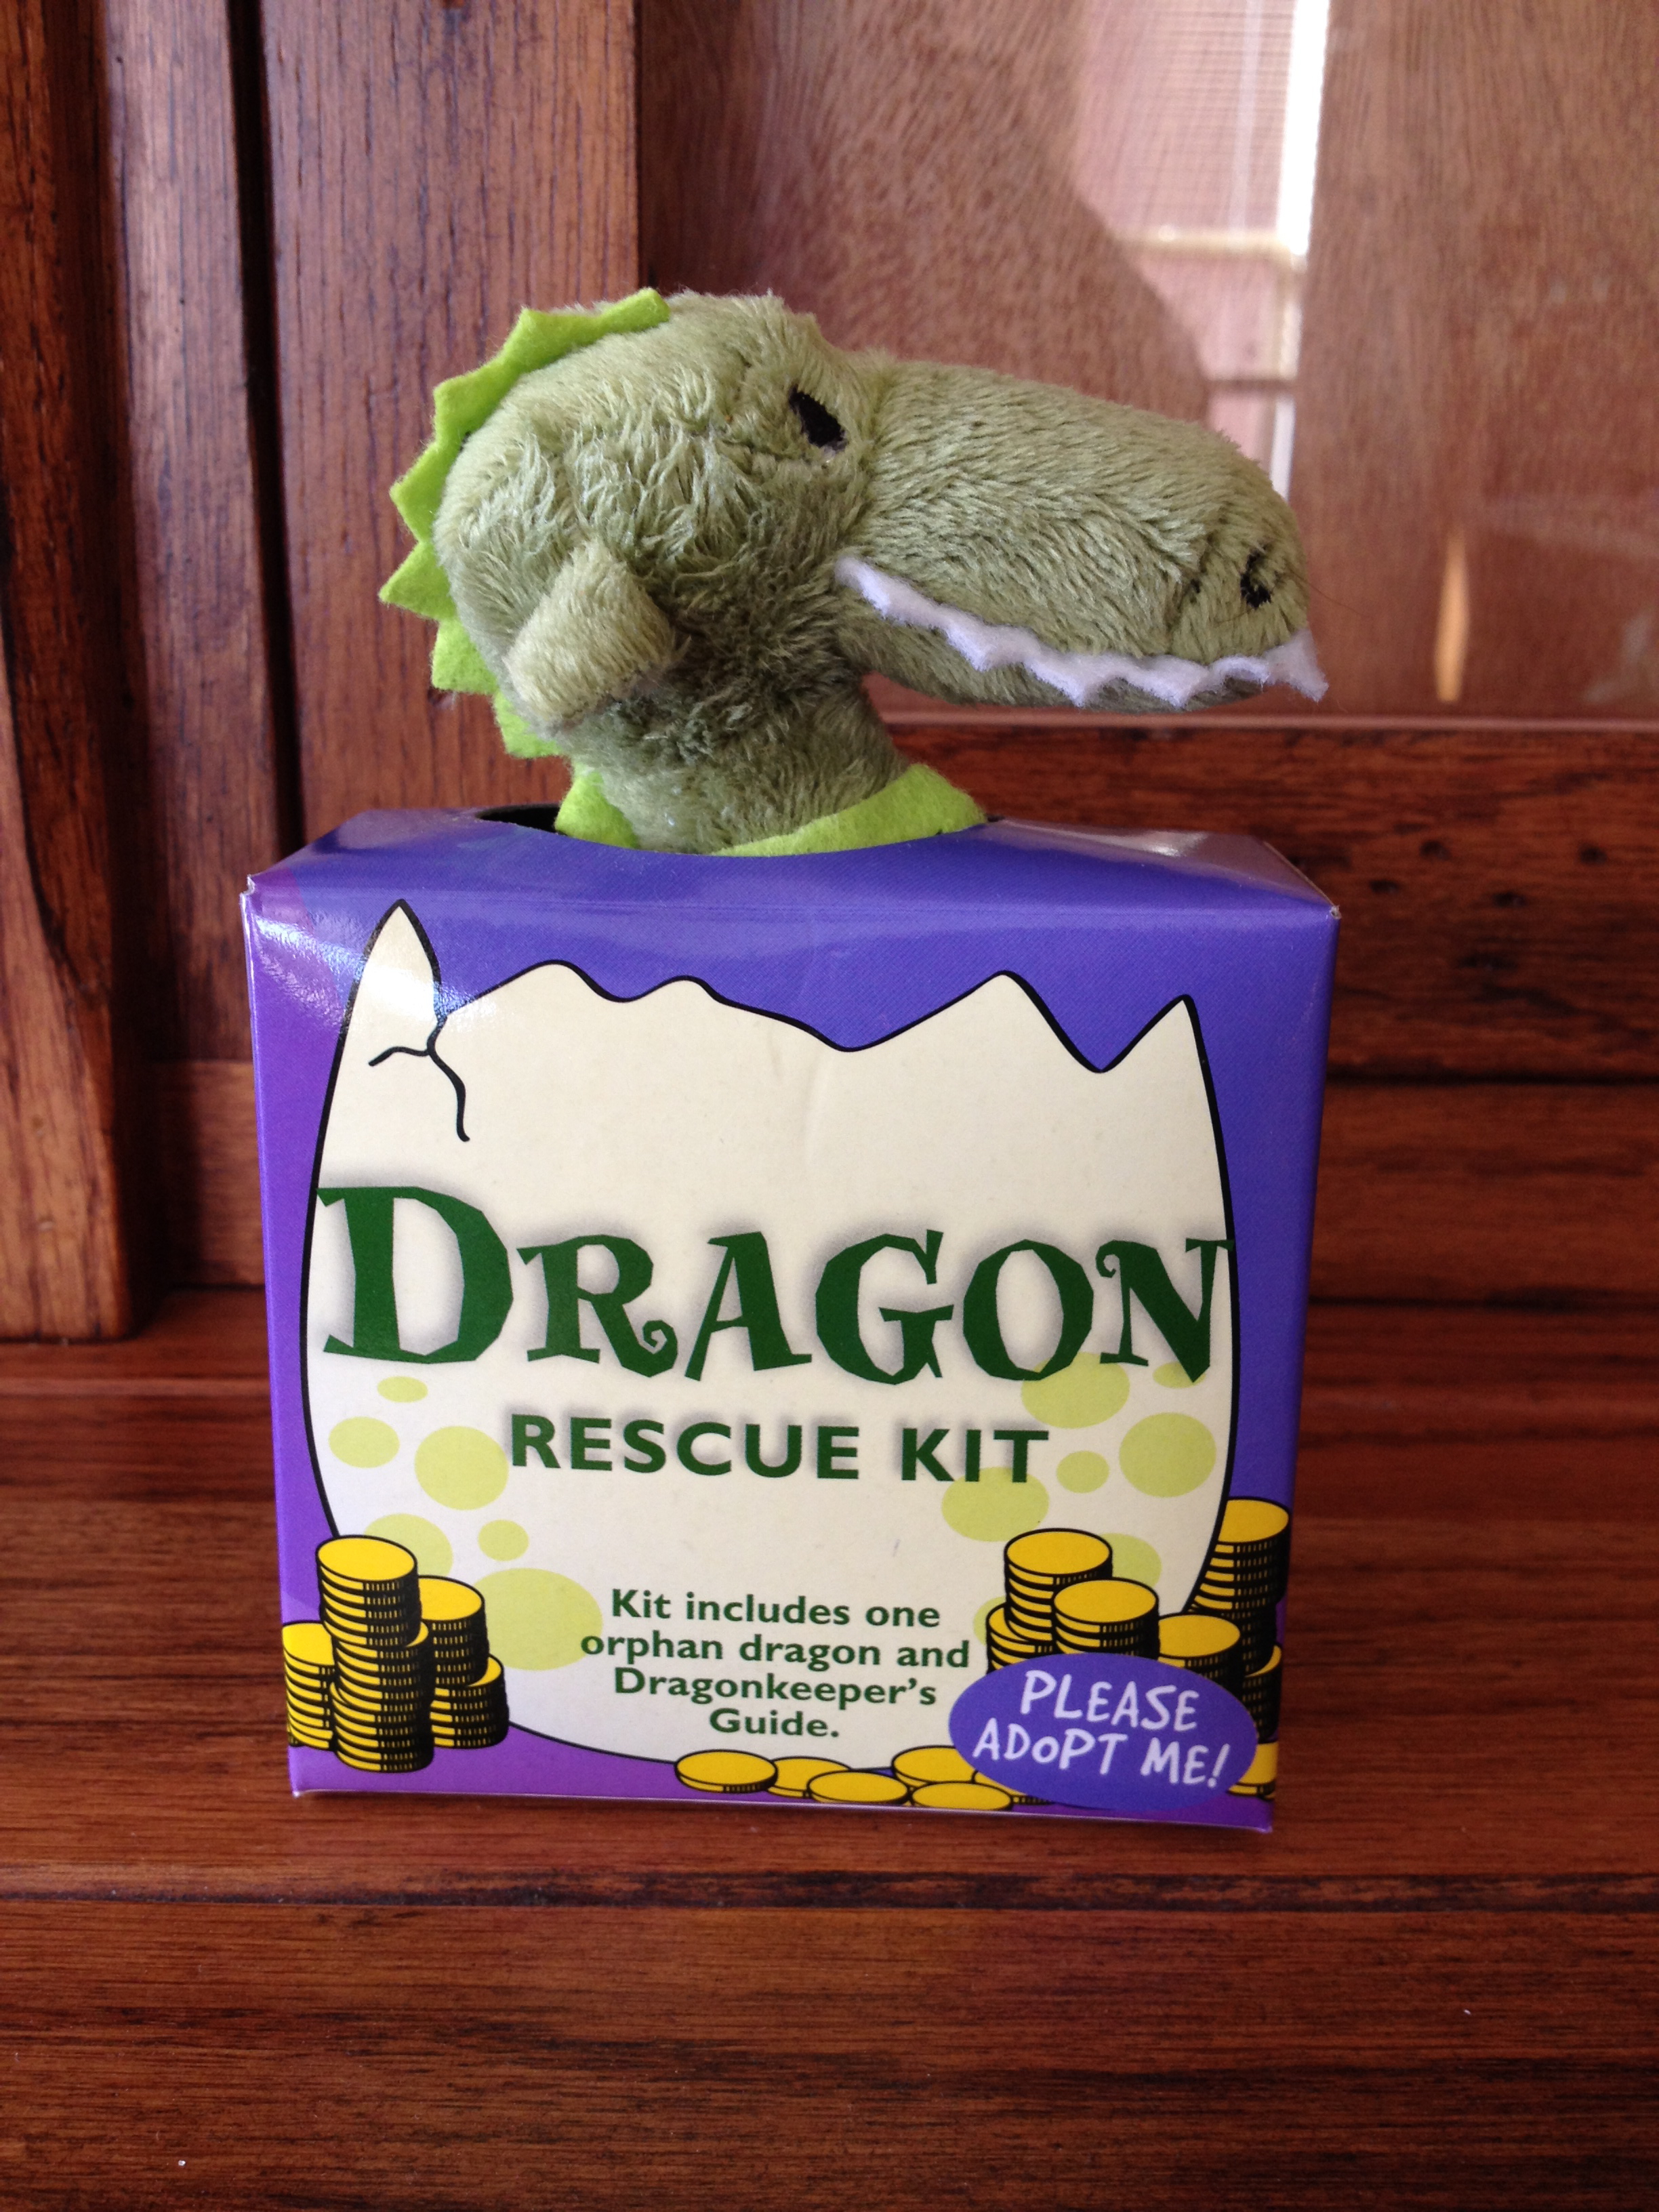 DRAGON
RESCUE KIT
Kit includes one
orphan dragon and
Dragonkeeper's
Guide.
PLEASE
ADOPT ME!